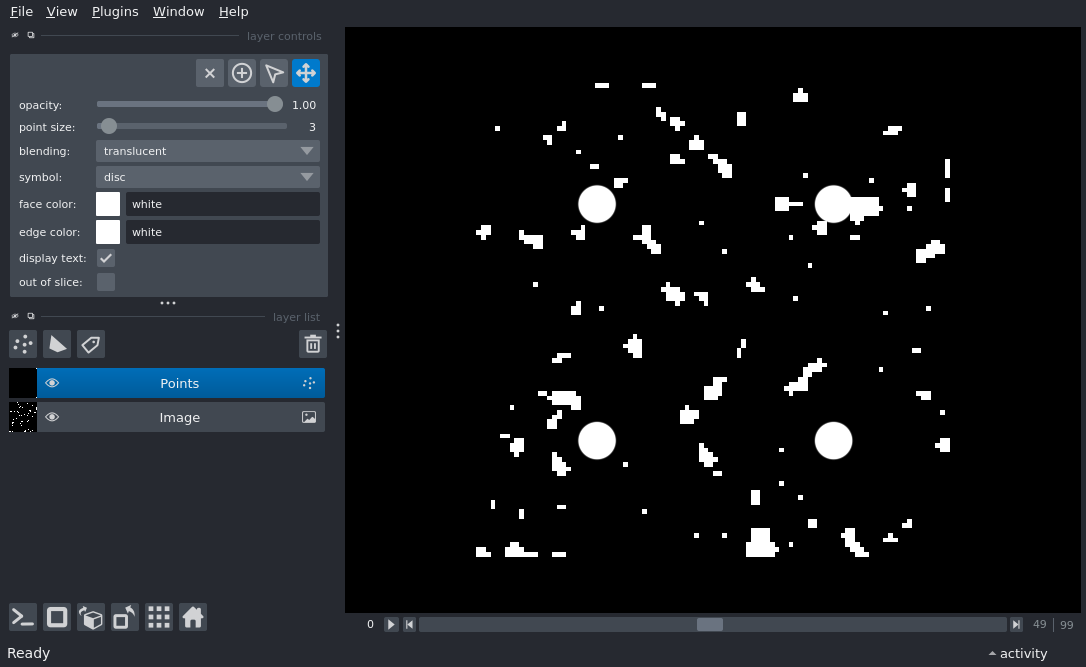 File View Plugins Window Help
layer controls
opacity: 1.00
point size: 3
blending: translucent
symbol: disc
face color: white
edge color: white
display text:
out of slice:
layer list
Points
Image
0 49 99
Ready activity